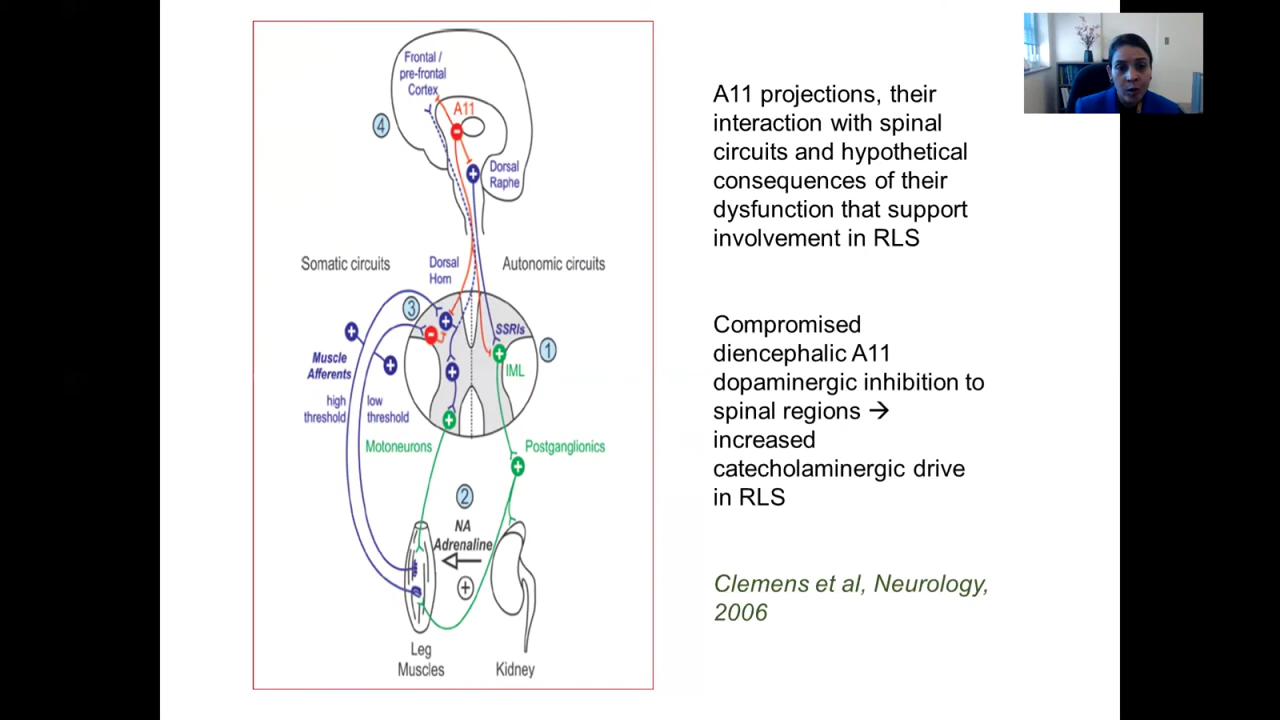 Frontal /
pre-frontal
Cortex
A11
4
Dorsal
Raphe
Somatic circuits
Dorsal
Horn
Autonomic circuits
3
SSRIs
1
Muscle
Afferents
IML
high
threshold
low
threshold
Motoneurons
Postganglionics
2
NA
Adrenaline
Leg
Muscles
Kidney
A11 projections, their
interaction with spinal
circuits and hypothetical
consequences of their
dysfunction that support
involvement in RLS
Compromised
diencephalic A11
dopaminergic inhibition to
spinal regions →
increased
catecholaminergic drive
in RLS
Clemens et al, Neurology,
2006